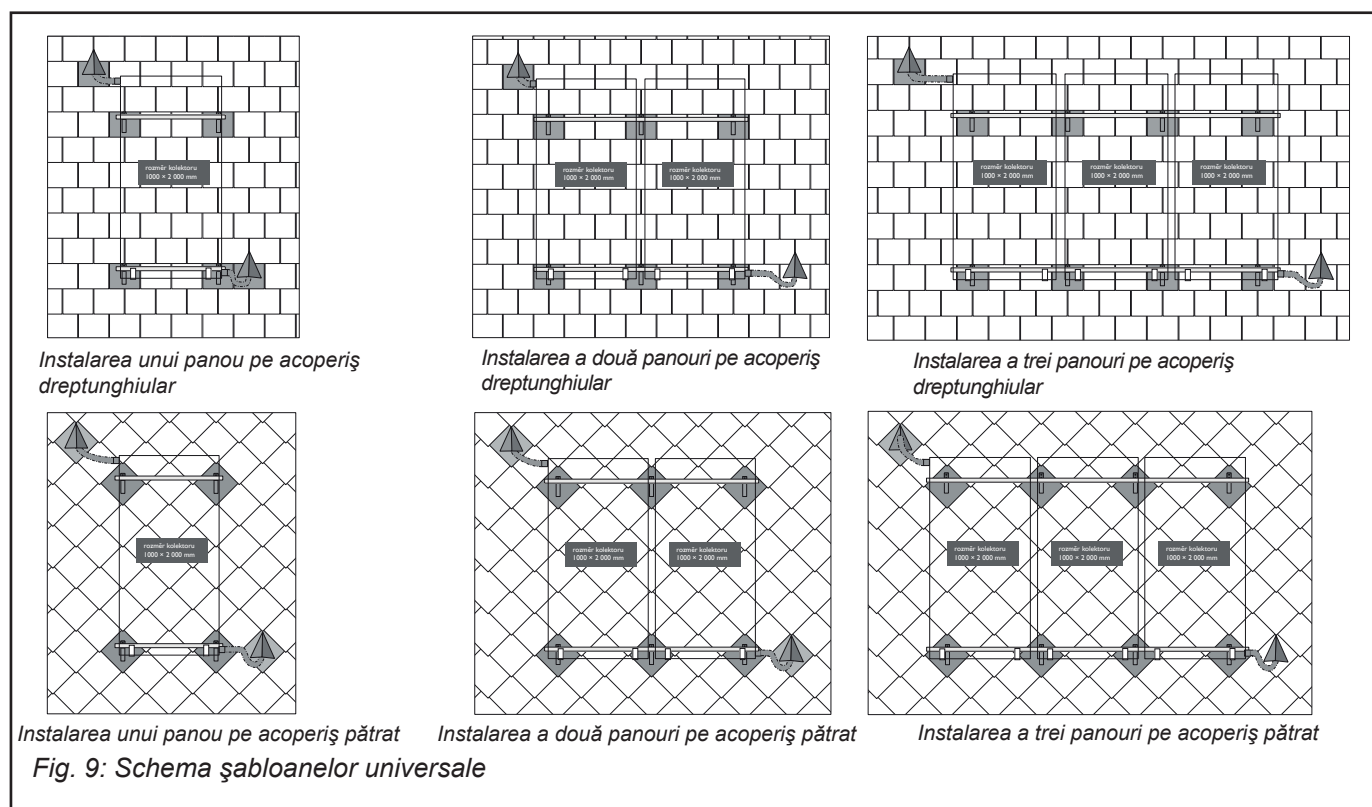 rozměr kolektoru
1000 × 2 000 mm
rozměr kolektoru
1000 × 2 000 mm
rozměr kolektoru
1000 × 2 000 mm
rozměr kolektoru
1000 × 2 000 mm
rozměr kolektoru
1000 × 2 000 mm
rozměr kolektoru
1000 × 2 000 mm
Instalarea unui panou pe acoperiş
dreptunghiular
Instalarea a două panouri pe acoperiş
dreptunghiular
Instalarea a trei panouri pe acoperiş
dreptunghiular
rozměr kolektoru
1000 × 2 000 mm
rozměr kolektoru
1000 × 2 000 mm
rozměr kolektoru
1000 × 2 000 mm
rozměr kolektoru
1000 × 2 000 mm
rozměr kolektoru
1000 × 2 000 mm
rozměr kolektoru
1000 × 2 000 mm
Instalarea unui panou pe acoperiş pătrat
Instalarea a două panouri pe acoperiş pătrat
Instalarea a trei panouri pe acoperiş pătrat
Fig. 9: Schema şabloanelor universale